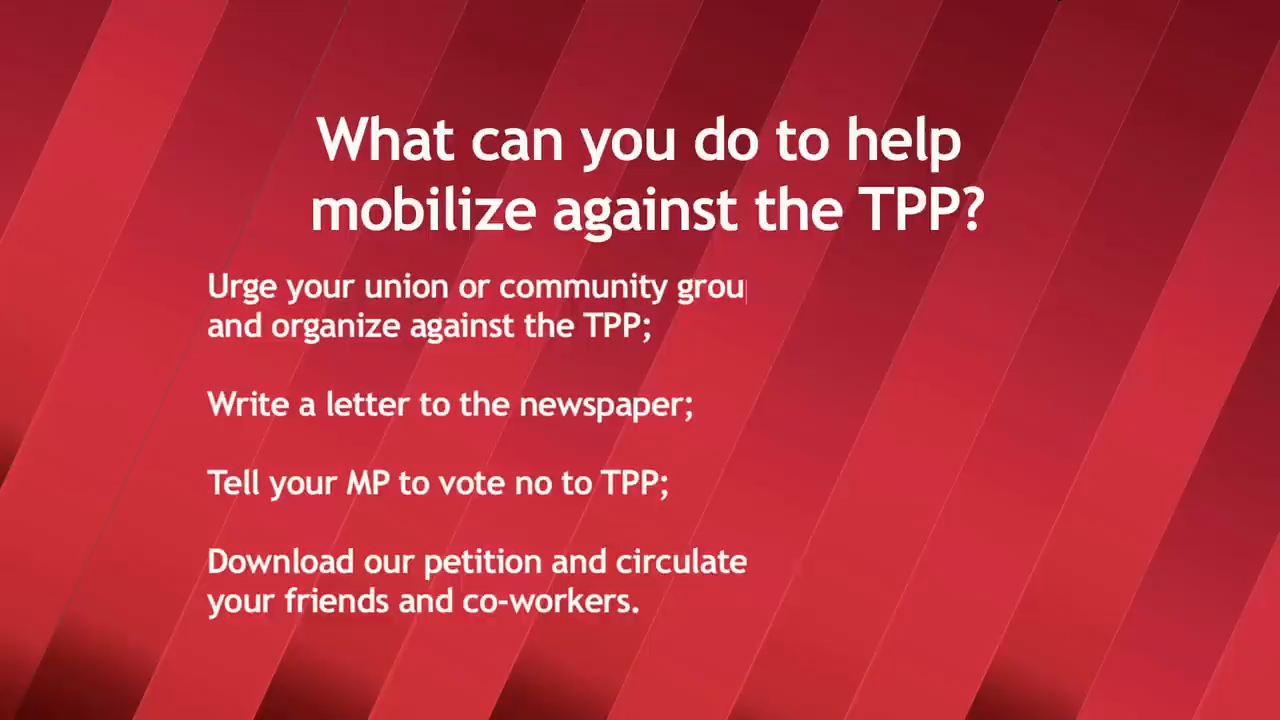 What can you do to help
mobilize against the TPP?
Urge your union or community grou
and organize against the TPP;
Write a letter to the newspaper;
Tell your MP to vote no to TPP;
Download our petition and circulate
your friends and co-workers.